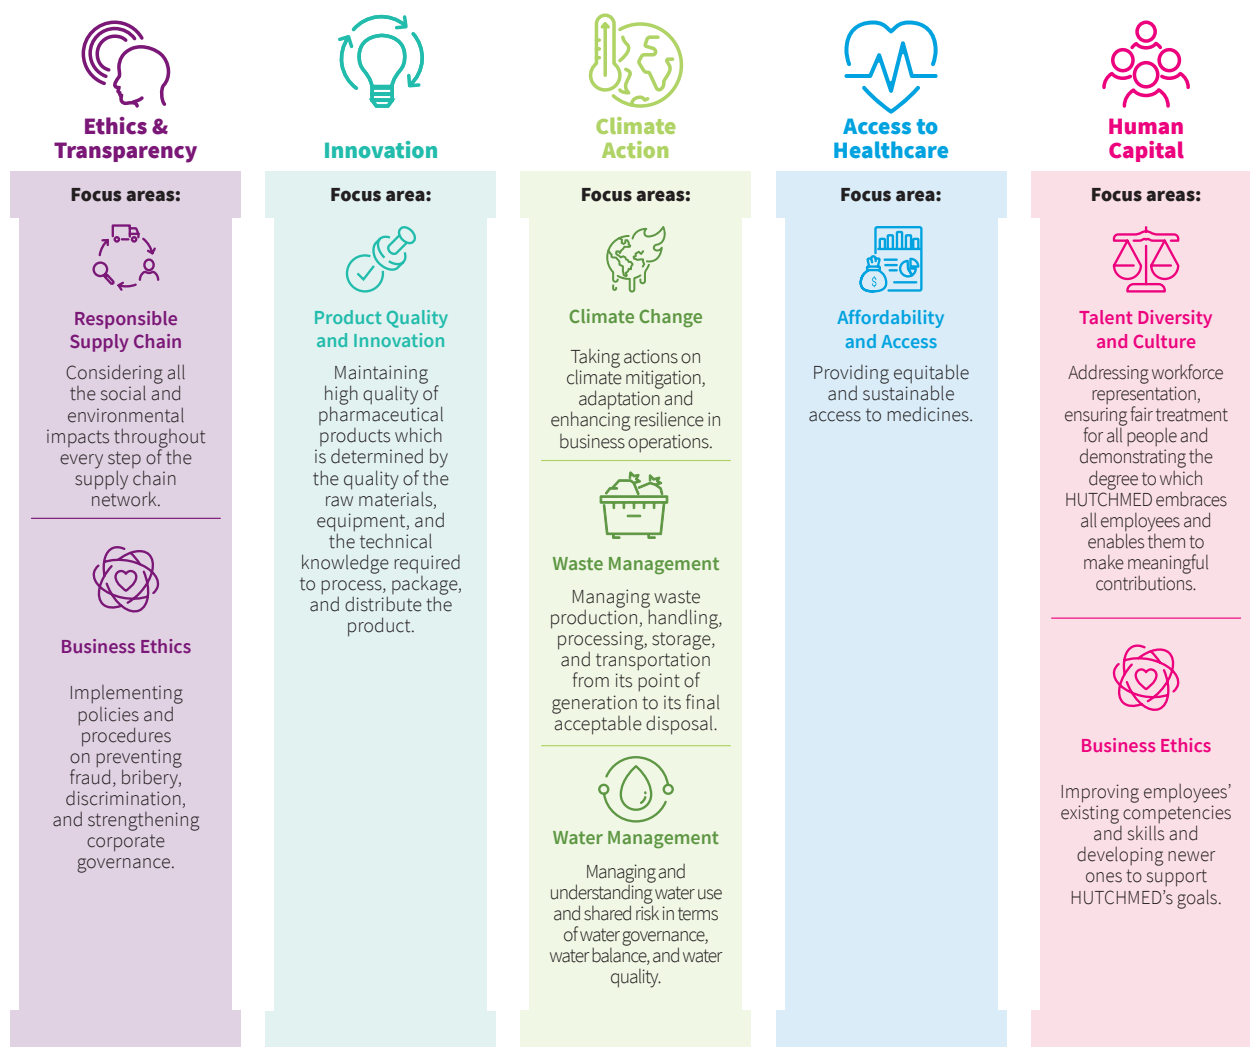 Ethics &
Transparency
Focus areas:
Responsible
Supply Chain
Considering all
the social and
environmental
impacts throughout
every step of the
supply chain
network.
Business Ethics
Implementing
policies and
procedures
on preventing
fraud, bribery,
discrimination,
and strengthening
corporate
governance.
Innovation
Focus area:
Product Quality
and Innovation
Maintaining
high quality of
pharmaceutical
products which
is determined by
the quality of the
raw materials,
equipment, and
the technical
knowledge required
to process, package,
and distribute the
product.
Climate
Action
Focus areas:
Climate Change
Taking actions on
climate mitigation,
adaptation and
enhancing resilience in
business operations.
Waste Management
Managing waste
production, handling,
processing, storage,
and transportation
from its point of
generation to its final
acceptable disposal.
Water Management
Managing and
understanding water use
and shared risk in terms
of water governance,
water balance, and water
quality.
Access to
Healthcare
Focus area:
$
Affordability
and Access
Providing equitable
and sustainable
access to medicines.
Human
Capital
Focus areas:
Talent Diversity
and Culture
Addressing workforce
representation,
ensuring fair treatment
for all people and
demonstrating the
degree to which
HUTCHMED embraces
all employees and
enables them to
make meaningful
contributions.
Business Ethics
Improving employees’
existing competencies
and skills and
developing newer
ones to support
HUTCHMED’s goals.